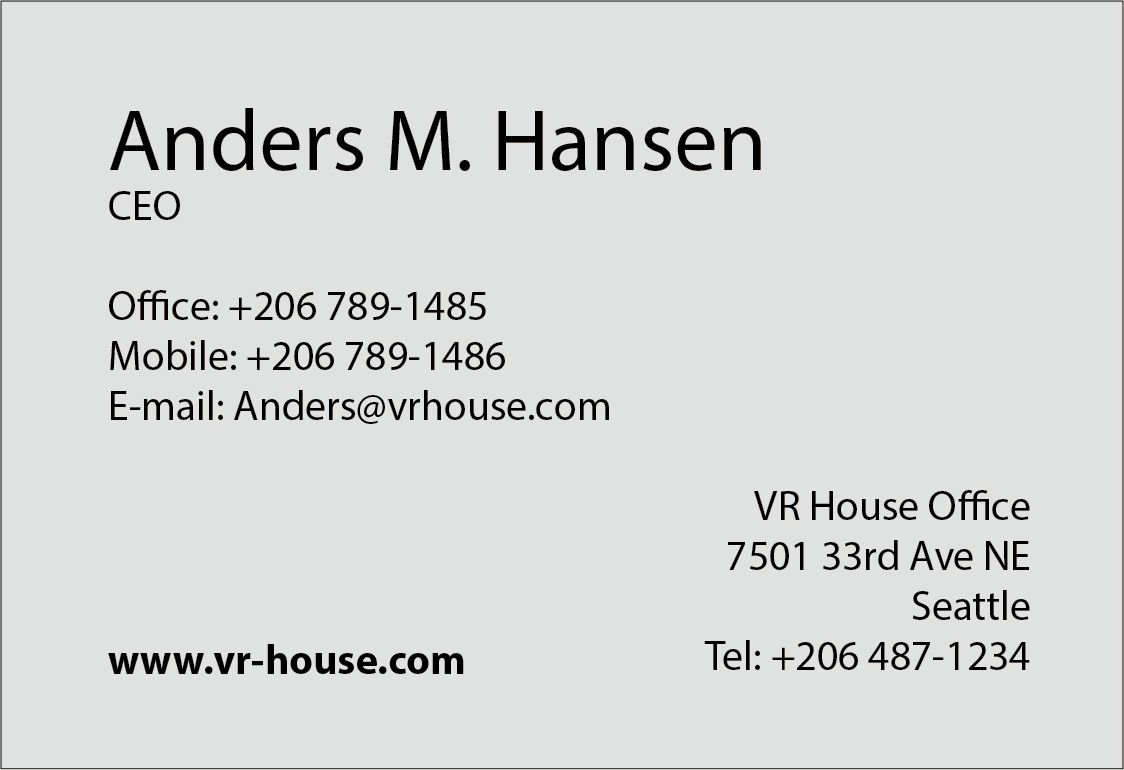 Anders M. Hansen
CEO
Office: +206 789-1485
Mobile: +206 789-1486
E-mail: Anders@vrhouse.com
VR House Office
7501 33rd Ave NE
Seattle
Tel: +206 487-1234
www.vr-house.com